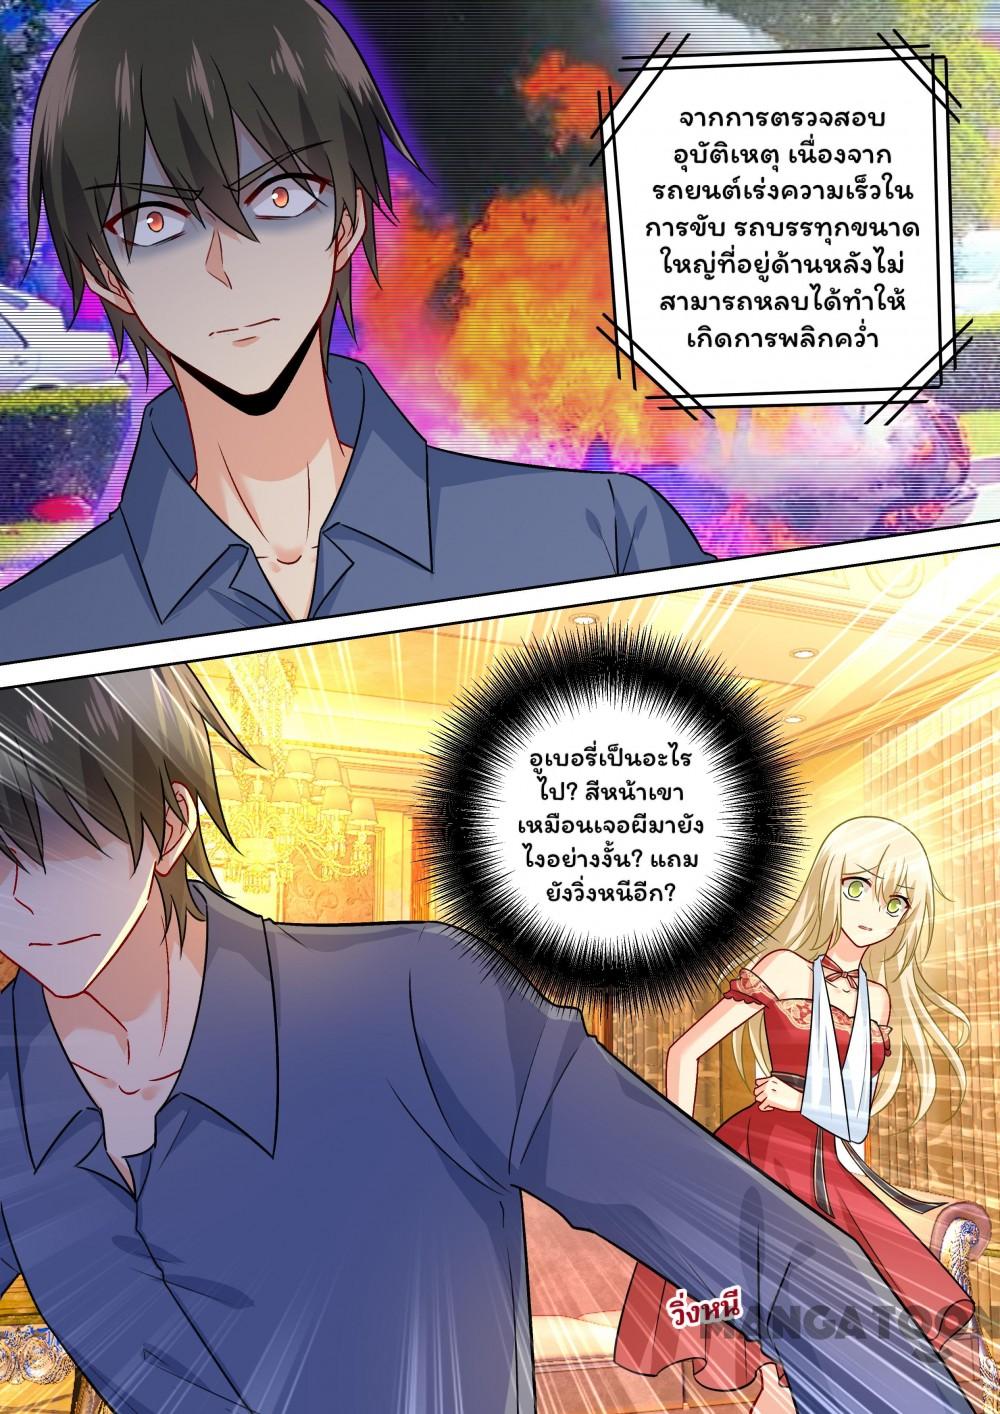 จากการตรวจสอบ
อุบัติเหตุ เนื่องจาก
รถยนต์เร่งความเร็วใน
การขับ รถบรรทุกขนาด
ใหญ่ที่อยู่ด้านหลังไม่
สามารถหลบได้ทำให้
เกิดการพลิกคว่ำ
อูเบอรี่เป็นอะไร
ไป? สีหน้าเขา
เหมือนเจอผีมายัง
ไงอย่างงั้น? แถม
ยังวิ่งหนีอีก?
วิ่งหนี
MANGATOON